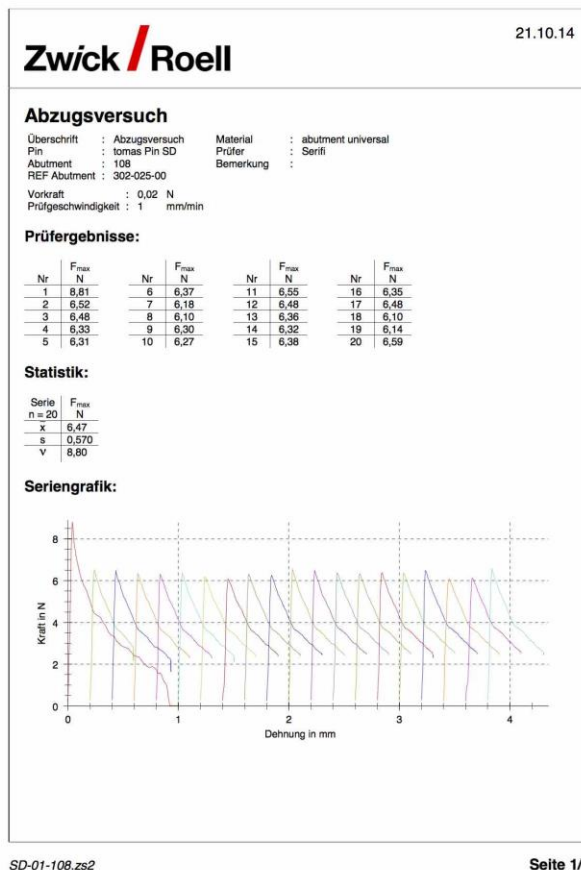 21.10.14
Zwick / Roell
Abzugsversuch
Überschrift : Abzugsversuch Material : abutment universal
Pin : tomas Pin SD Prüfer : Serifi
Abutment : 108 Bemerkung :
REF Abutment : 302-025-00
Vorkraft : 0,02 N
Prüfgeschwindigkeit : 1 mm/min
Prüfergebnisse:
Fmax Fmax Fmax Fmax
Nr N Nr N Nr N Nr N
1 8,81 6 6,37 11 6,55 16 6,35
2 6,52 7 6,18 12 6,48 17 6,48
3 6,48 8 6,10 13 6,36 18 6,10
4 6,33 9 6,30 14 6,32 19 6,14
5 6,31 10 6,27 15 6,38 20 6,59
Statistik:
Serie Fmax
n = 20 N
x̄ 6,47
s 0,570
ν 8,80
Seriengrafik:
8
6
4
2
0
Kraft in N
0 1 2 3 4
Dehnung in mm
SD-01-108.zs2 Seite 1/